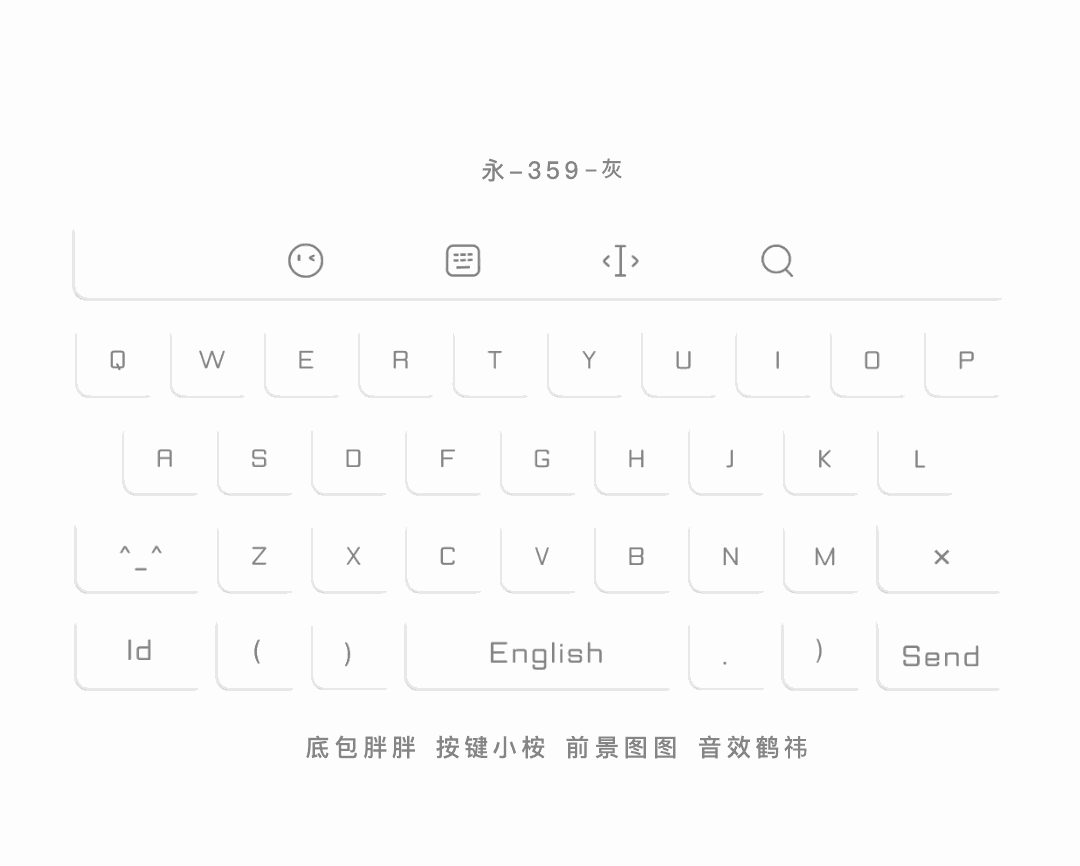 永-359-灰
Q W E R T Y U I O P
A S D F G H J K L
^_^ Z X C V B N M ×
Id ( ) English . ) Send
底包胖胖 按键小桉 前景图图 音效鹤祎